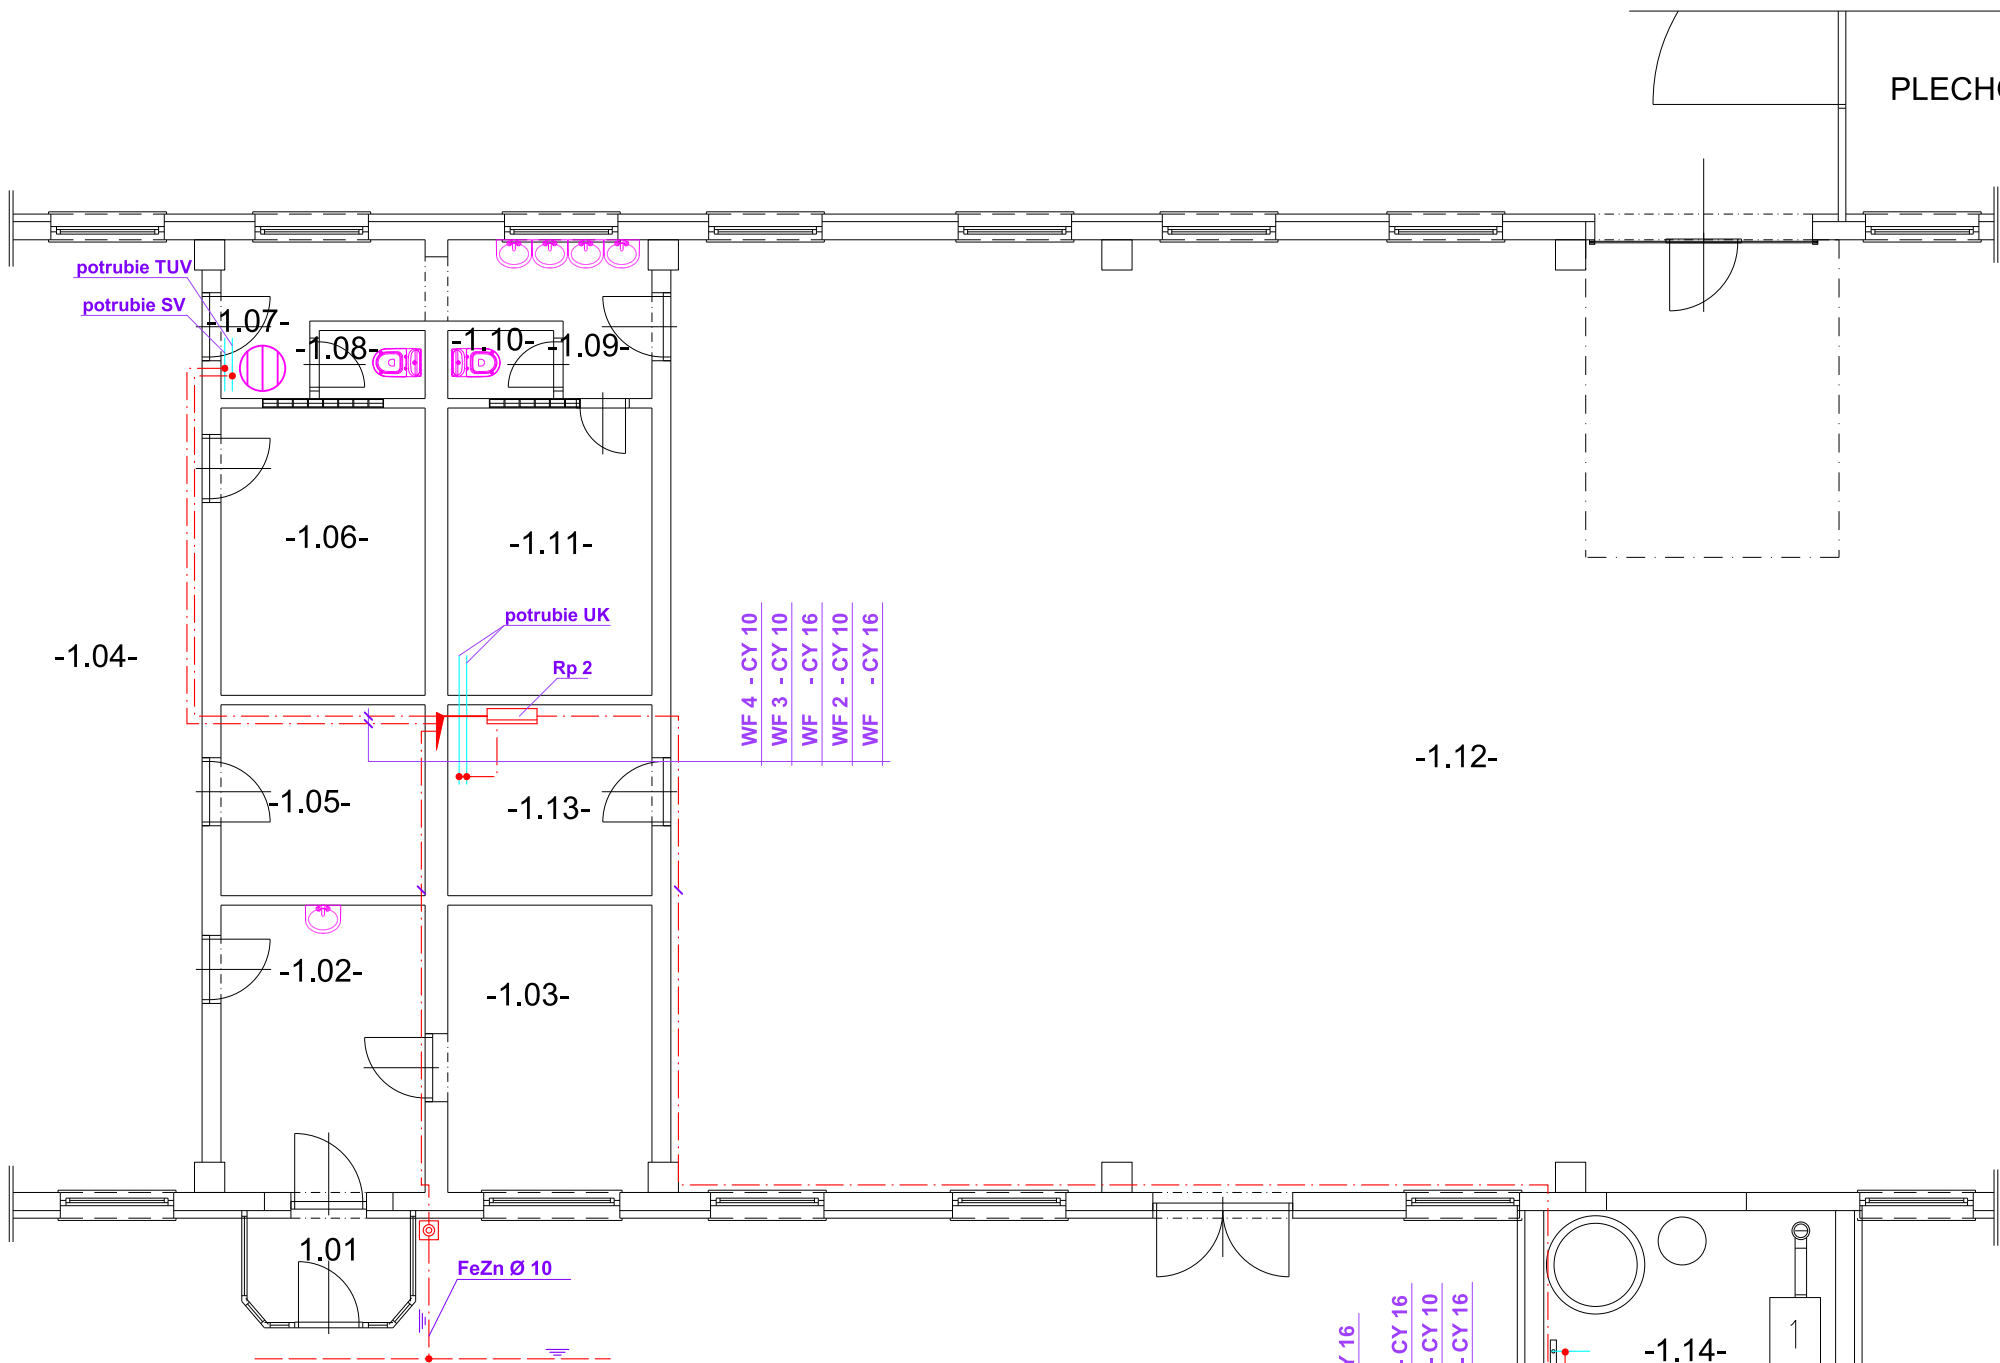 PLECHO
potrubie TUV
potrubie SV
-1.07-
-1.08-
-1.10-
-1.09-
-1.06-
-1.11-
potrubie UK
-1.04-
Rp 2
WF 4 - CY 10
WF 3 - CY 10
WF - CY 16
WF 2 - CY 10
WF - CY 16
-1.12-
-1.05-
-1.13-
-1.02-
-1.03-
1.01
FeZn Ø 10
Y 16
- CY 16
- CY 10
- CY 16
1
-1.14-